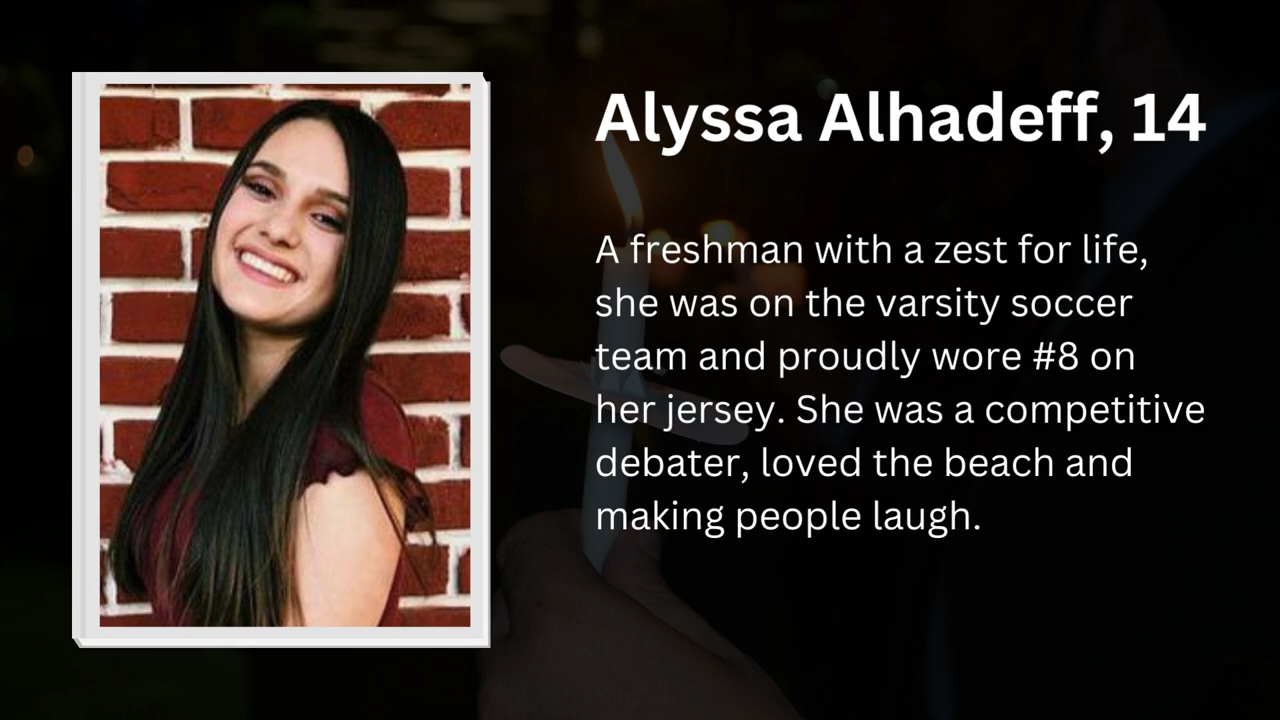 Alyssa Alhadeff, 14
A freshman with a zest for life,
she was on the varsity soccer
team and proudly wore #8 on
her jersey. She was a competitive
debater, loved the beach and
making people laugh.